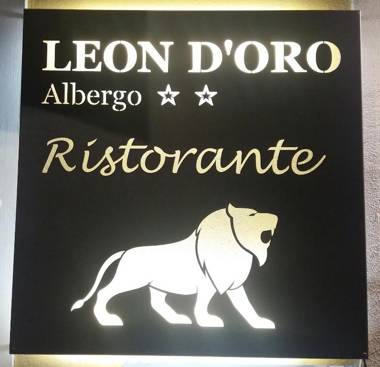 LEON D'ORO
Albergo ☆ ☆
Ristorante